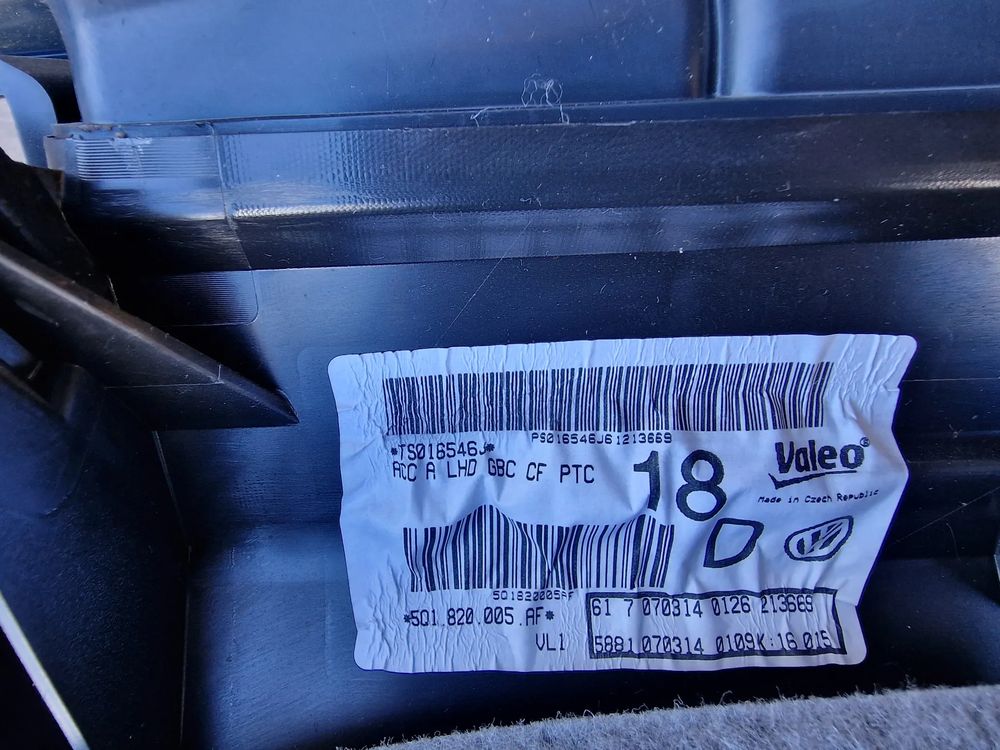 PS016546J61213669
*TS016546J*
ACC A LHD GBC CF PTC
18
Valeo®
Made in Czech Republic
D
5Q1820005AF
*5Q1.820.005.AF*
VL1
61 7 070314 0126 213669
5881 070314 0109K:16 015